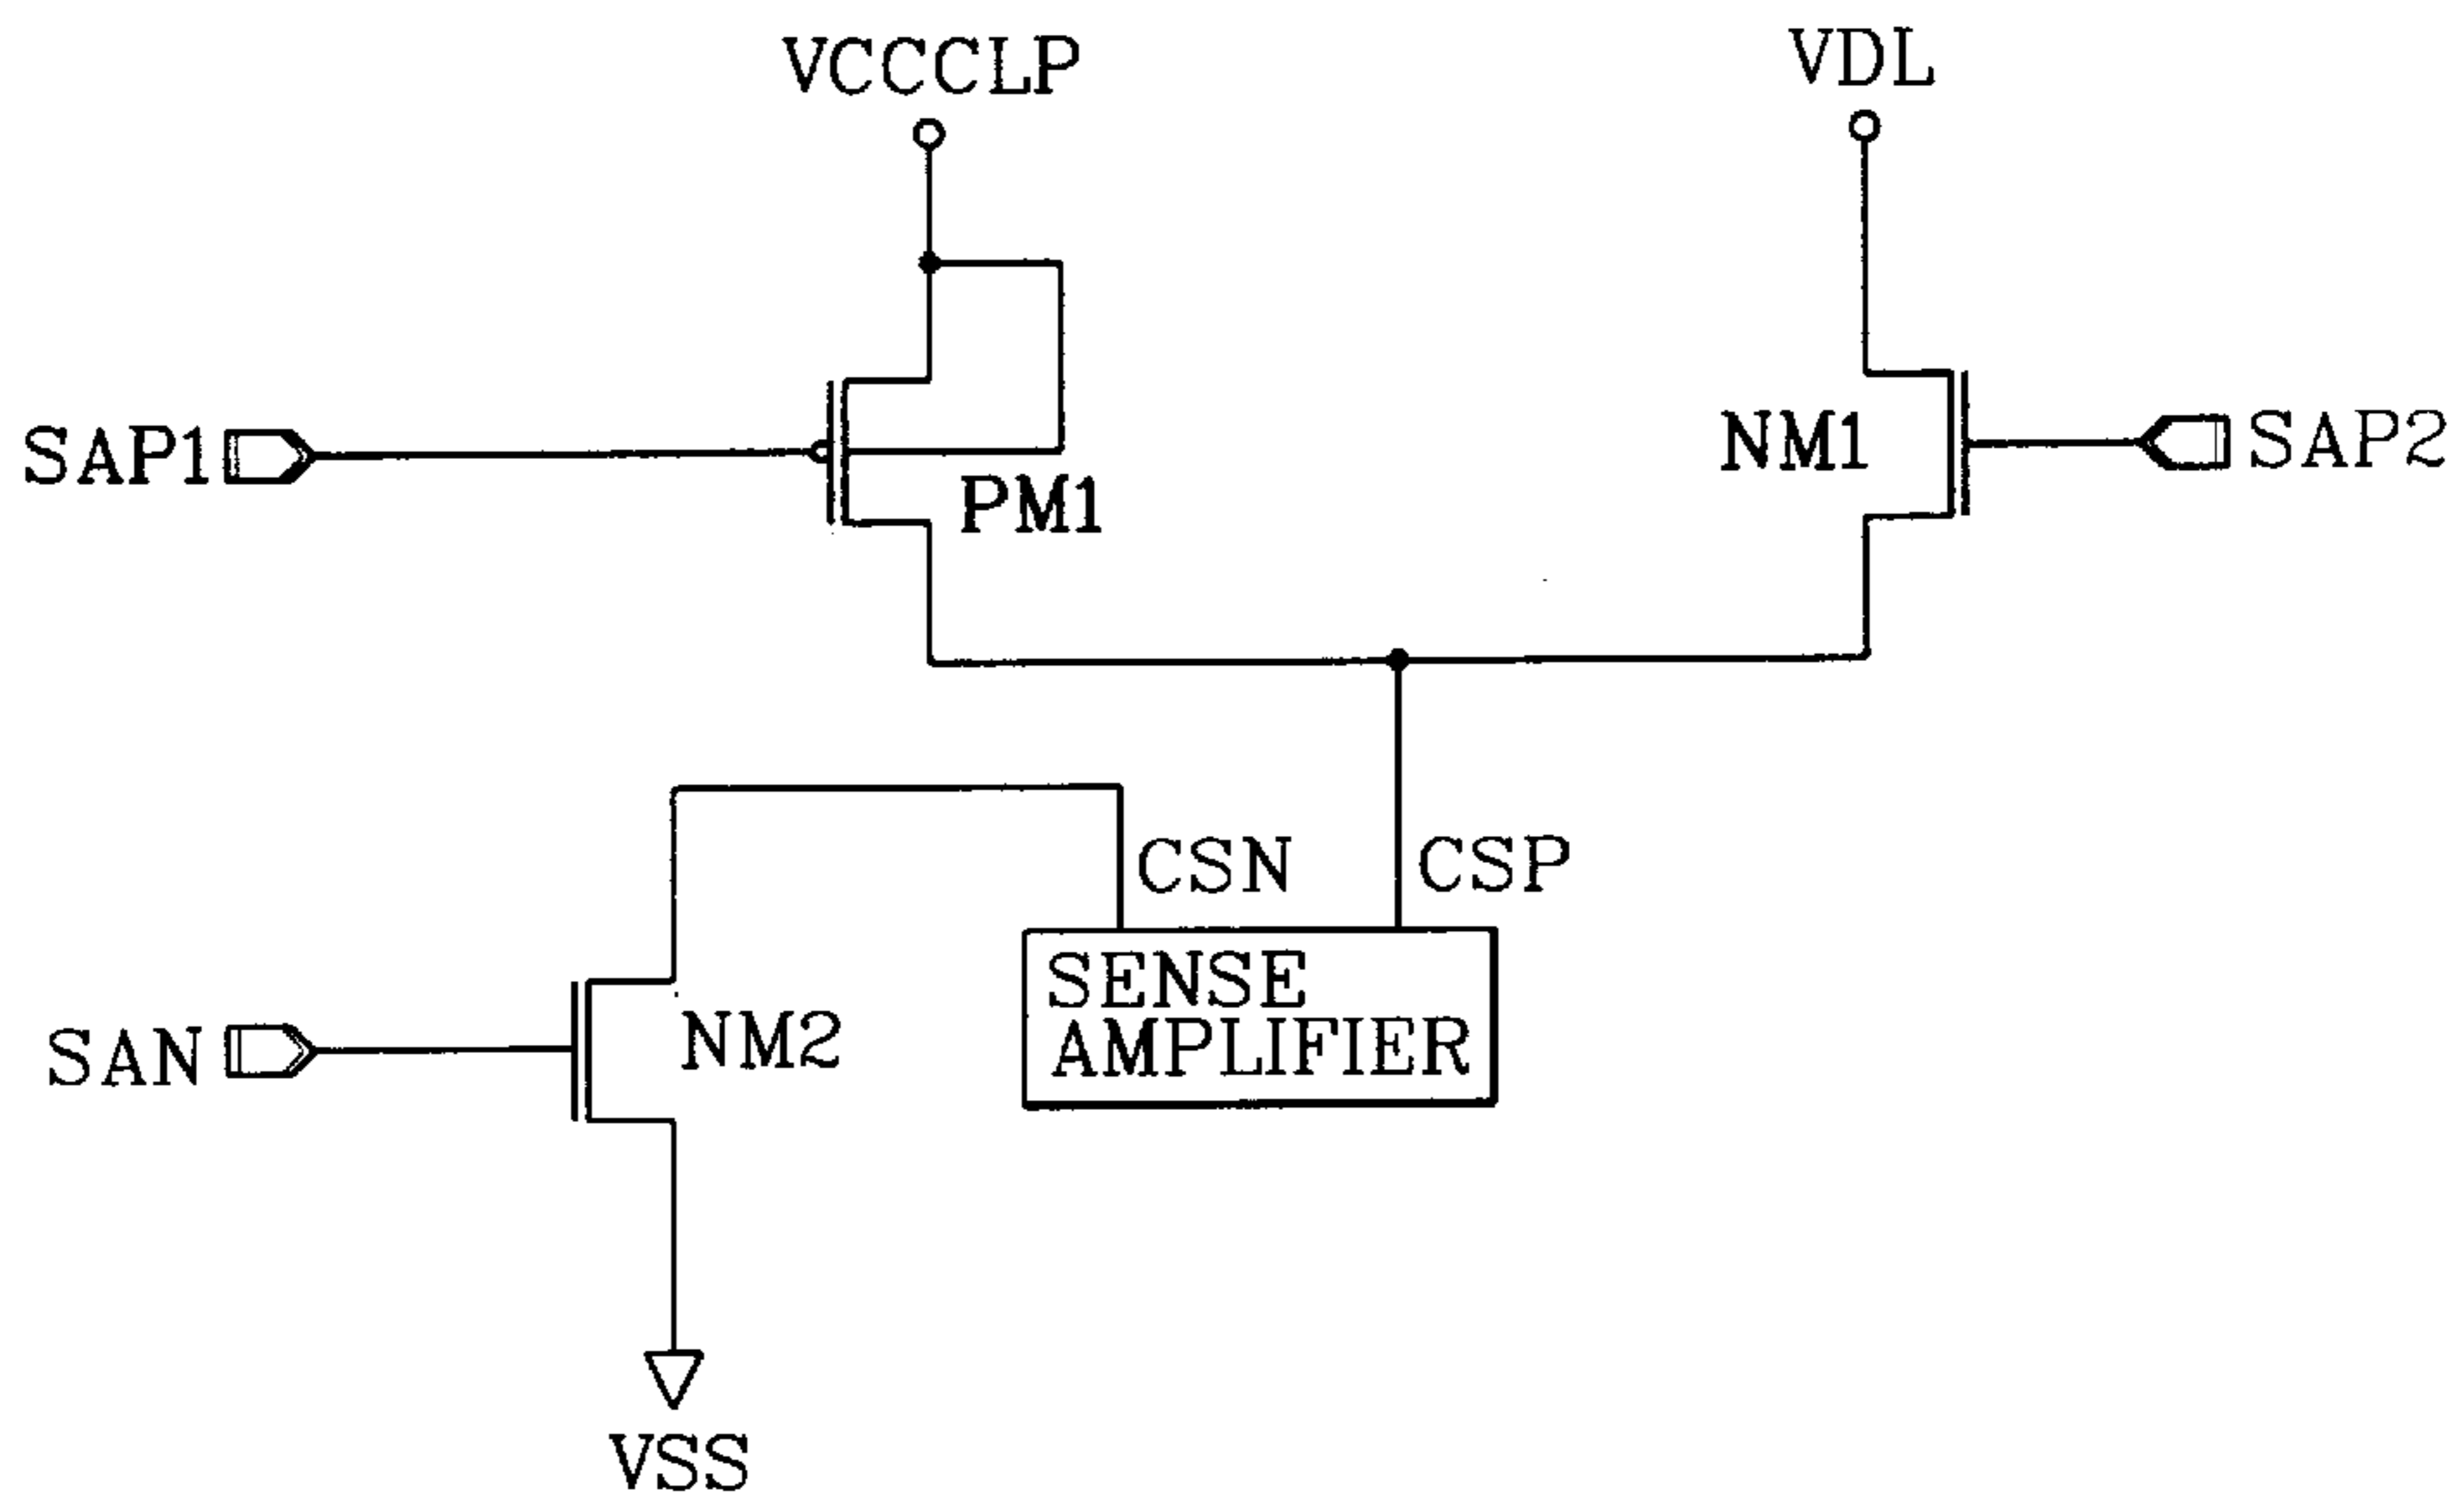 VCCCLP
VDL
SAP1
NM1
SAP2
PM1
CSN
CSP
SENSE
AMPLIFIER
SAN
NM2
VSS